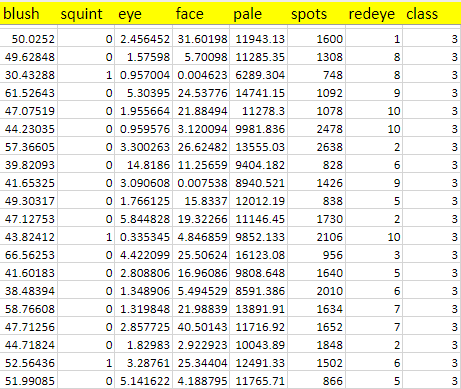 blush squint eye face pale spots redeye class
50.0252 0 2.456452 31.60198 11943.13 1600 1 3
49.62848 0 1.57598 5.70098 11285.35 1308 8 3
30.43288 1 0.957004 0.004623 6289.304 748 8 3
61.52643 0 5.30395 24.53776 14741.15 1092 9 3
47.07519 0 1.955664 21.88494 11278.3 1078 10 3
44.23035 0 0.959576 3.120094 9981.836 2478 10 3
57.36605 0 3.300263 26.62482 13555.03 2638 2 3
39.82093 0 14.8186 11.25659 9404.182 828 6 3
41.65325 0 3.090608 0.007538 8940.521 1426 9 3
49.30317 0 1.766125 15.8337 12012.19 838 5 3
47.12753 0 5.844828 19.32266 11146.45 1730 2 3
43.82412 1 0.335345 4.846859 9852.133 2106 10 3
66.56253 0 4.422099 25.50624 16123.08 956 3 3
41.60183 0 2.808806 16.96086 9808.648 1640 5 3
38.48394 0 1.348906 5.494529 8591.386 2010 6 3
58.76608 0 1.319848 21.98839 13891.91 1634 7 3
47.71256 0 2.857725 40.50143 11716.92 1652 7 3
44.71824 0 1.82983 2.922923 10043.89 1848 2 3
52.56436 1 3.28761 25.34404 12491.33 1502 6 3
51.99085 0 5.141622 4.188795 11765.71 866 5 3